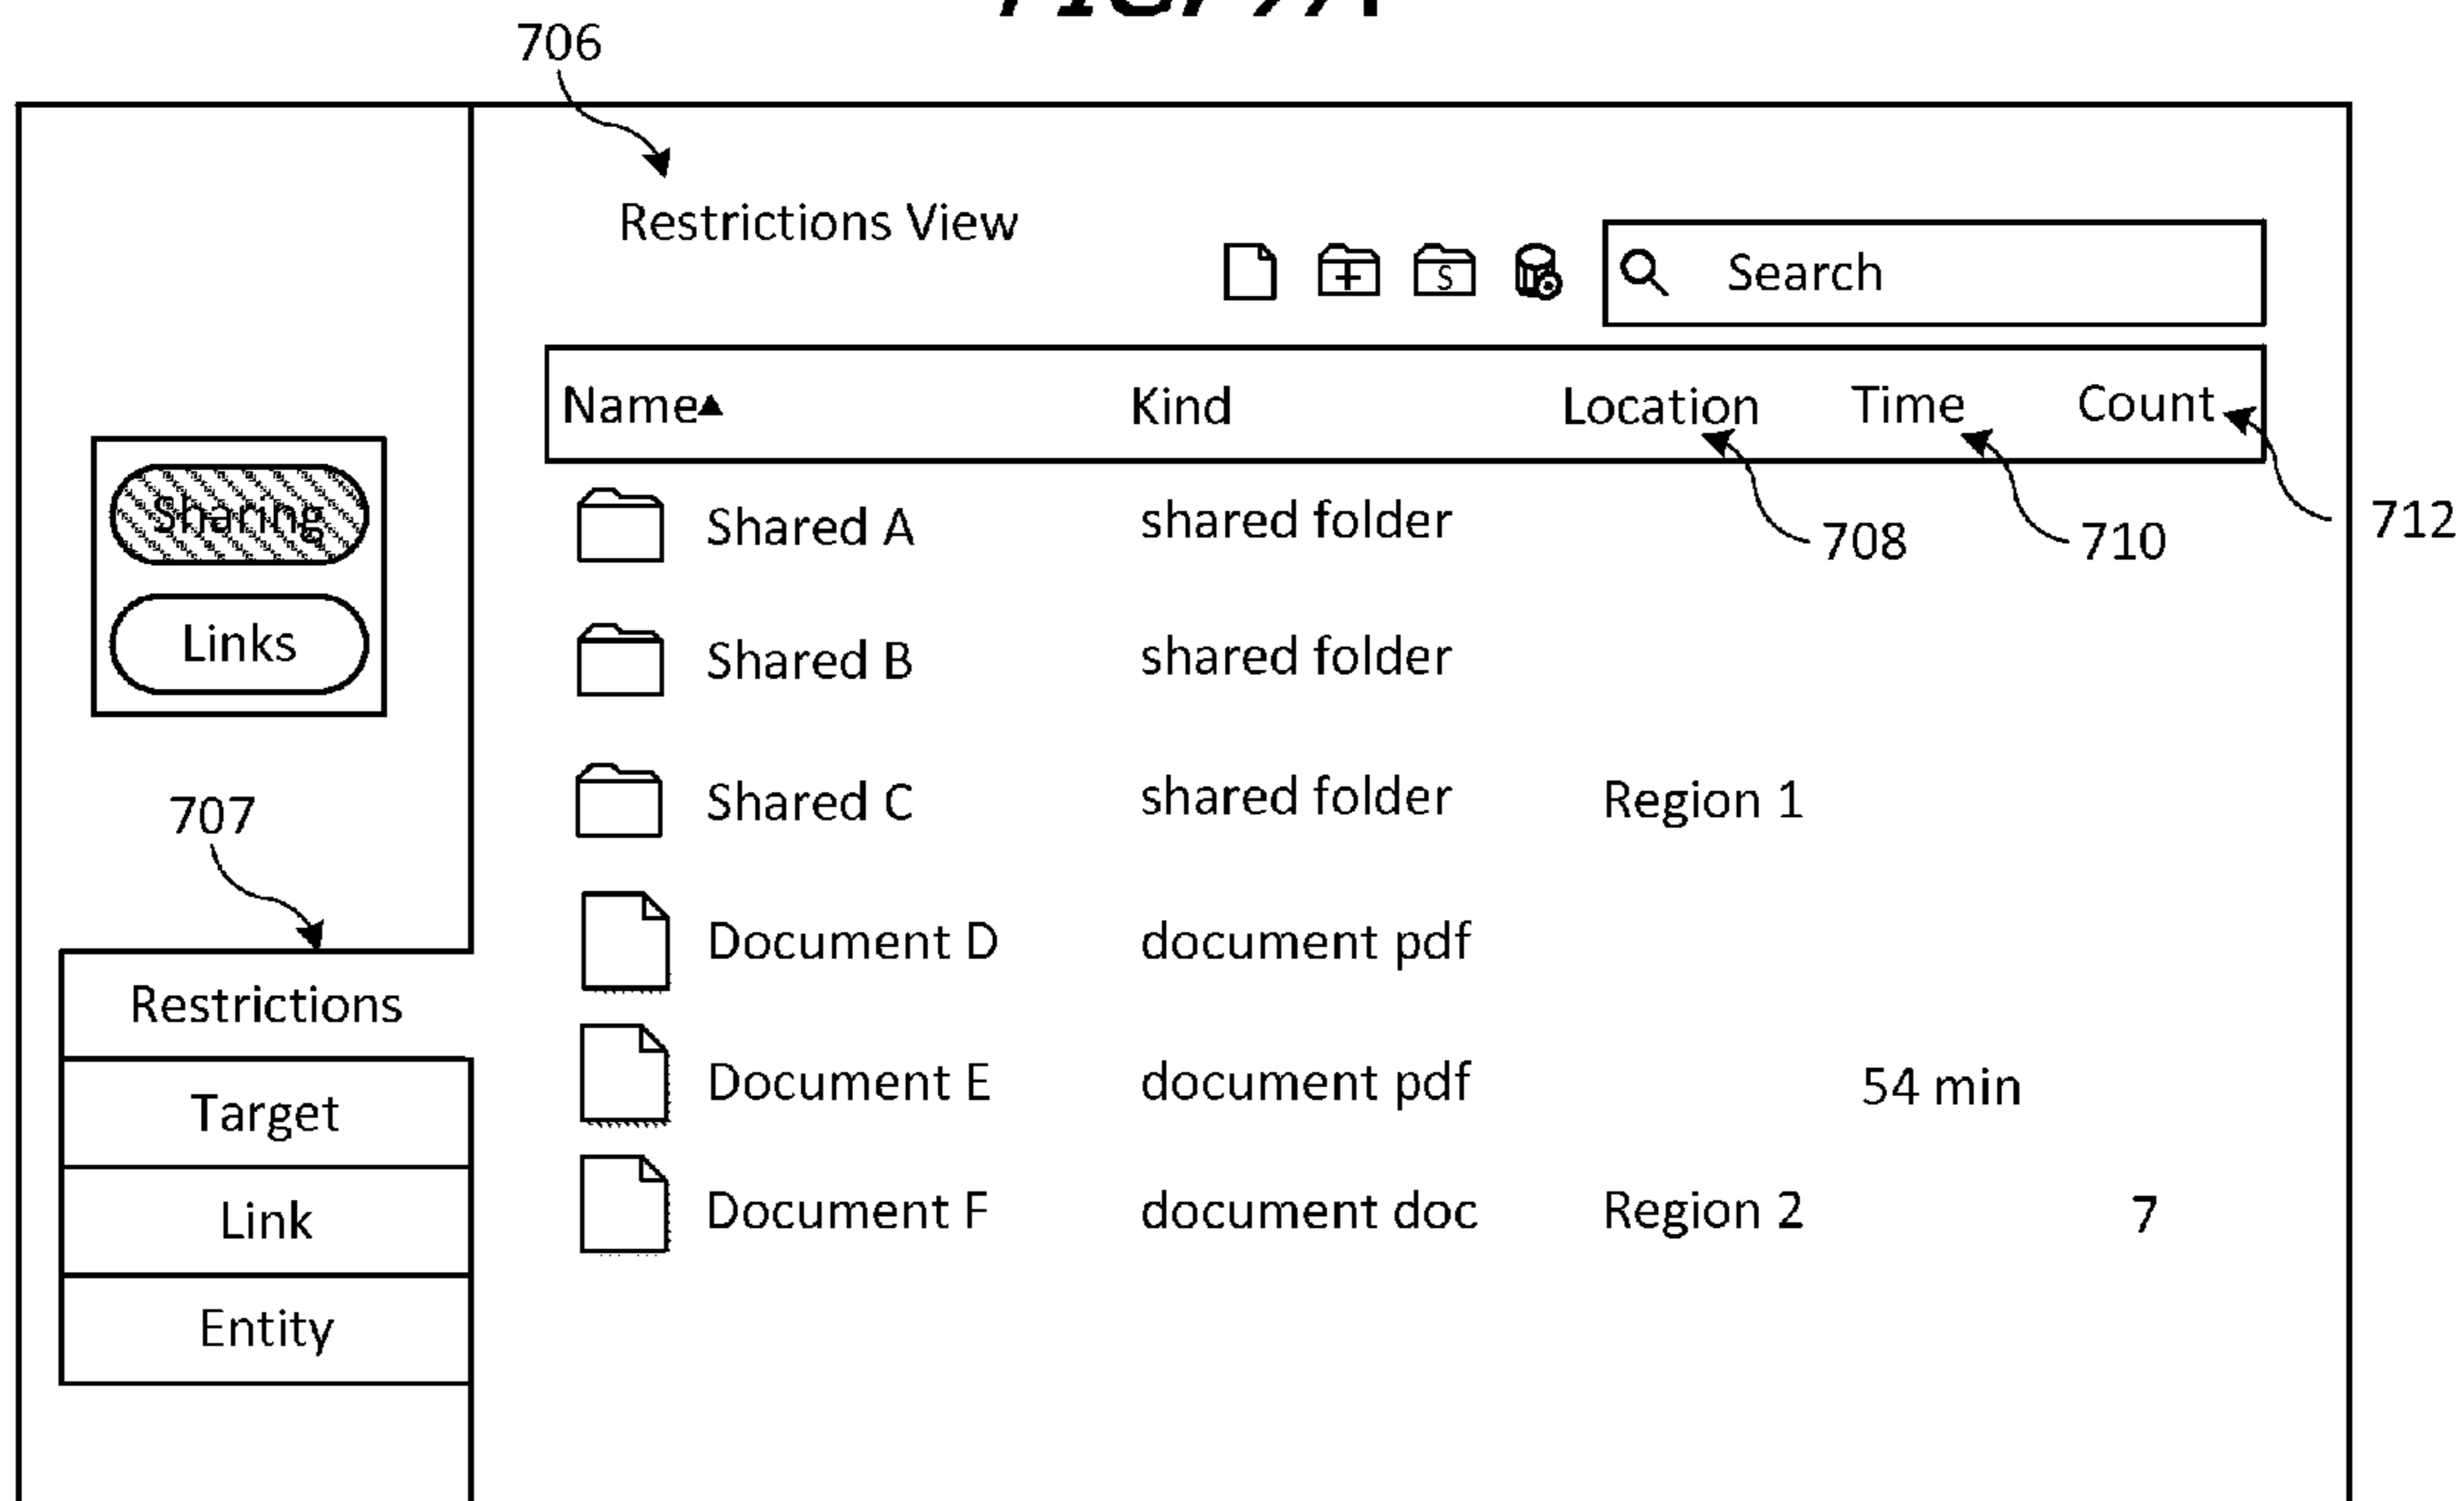 706
Restrictions View
S
Search
Name Kind Location Time Count
Sharing
Shared A shared folder
708 710 712
Links
Shared B shared folder
Shared C shared folder Region 1
707
Document D document pdf
Restrictions
Document E document pdf 54 min
Target
Document F document doc Region 2 7
Link
Entity